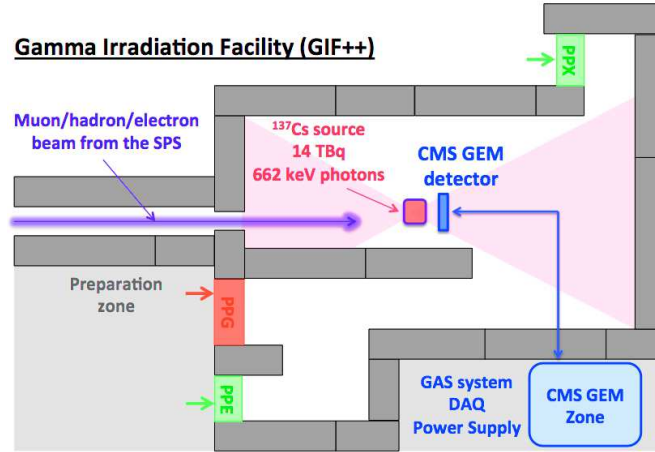 Gamma Irradiation Facility (GIF++)
PPX
Muon/hadron/electron
beam from the SPS
¹³⁷Cs source
14 TBq
662 keV photons
CMS GEM
detector
Preparation
zone
PPG
PPE
GAS system
DAQ
Power Supply
CMS GEM
Zone